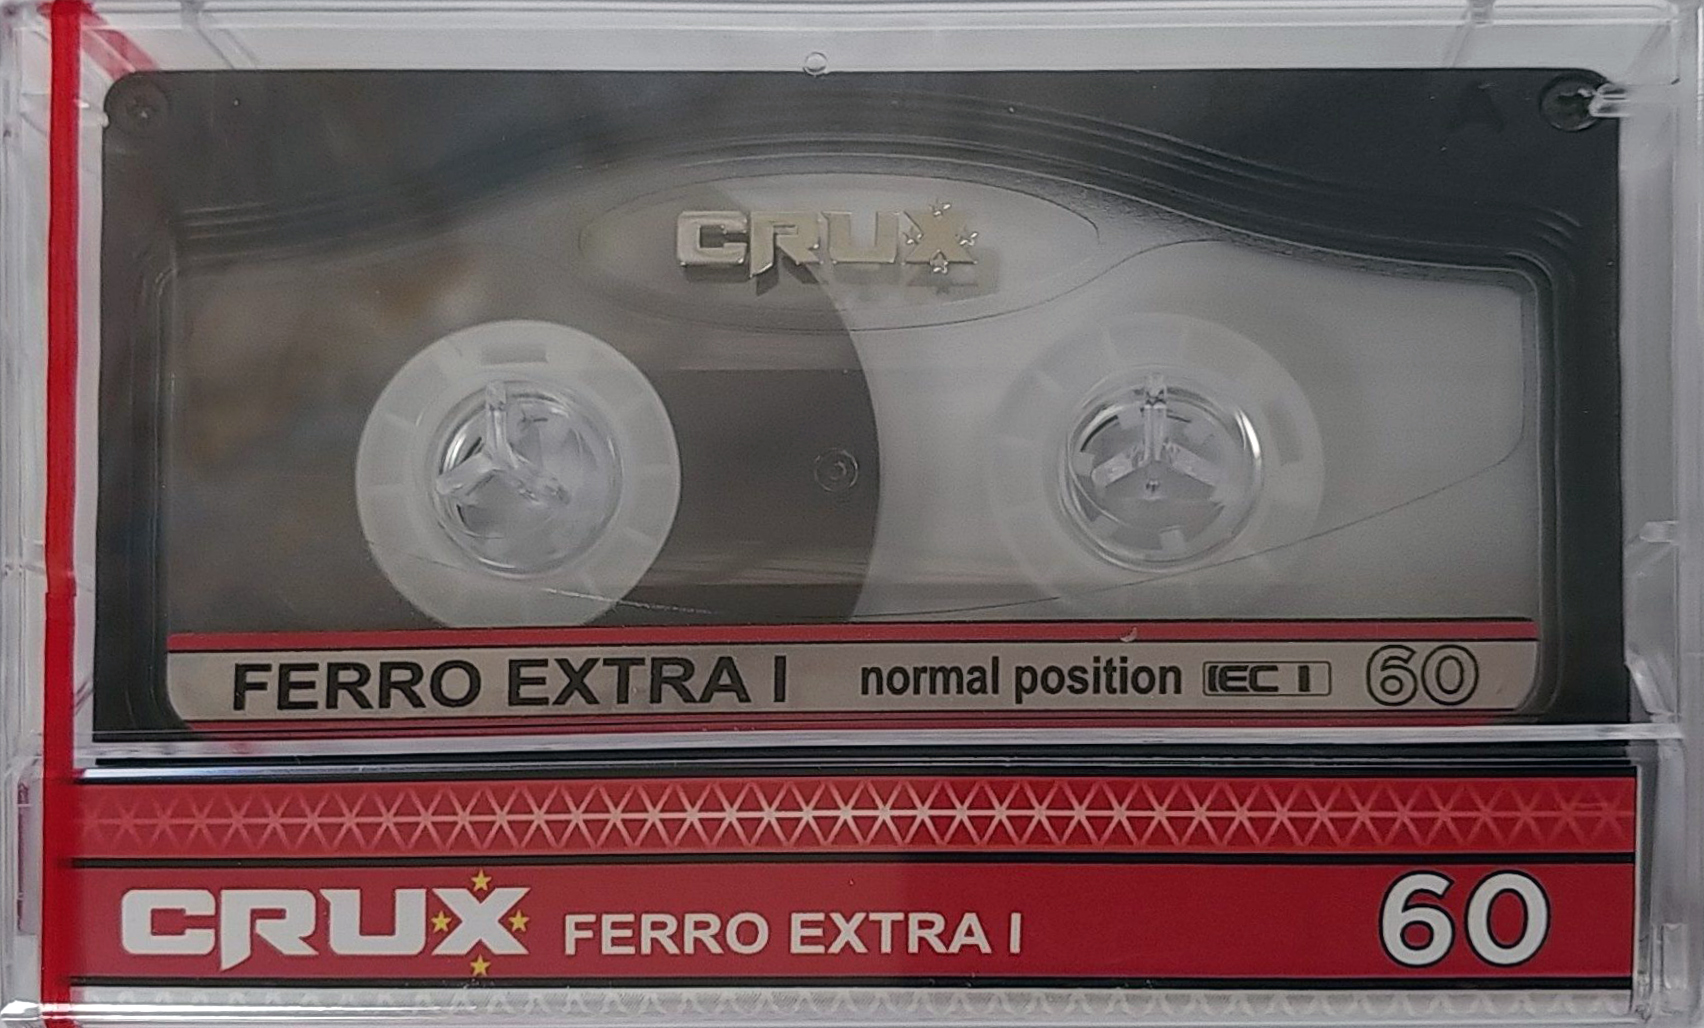 CRUX
FERRO EXTRA I normal position IEC I 60
CRUX FERRO EXTRA I 60